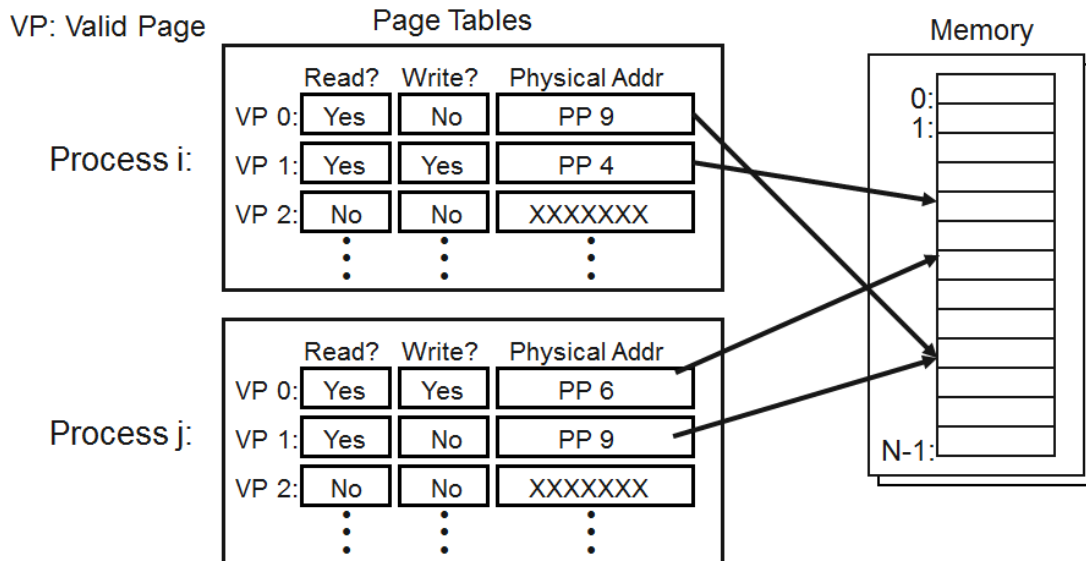 VP: Valid Page
Page Tables
Memory
Read? Write? Physical Addr
VP 0: Yes No PP 9
Process i:
VP 1: Yes Yes PP 4
VP 2: No No XXXXXXX
0:
1:
Read? Write? Physical Addr
VP 0: Yes Yes PP 6
Process j:
VP 1: Yes No PP 9
VP 2: No No XXXXXXX
N-1: